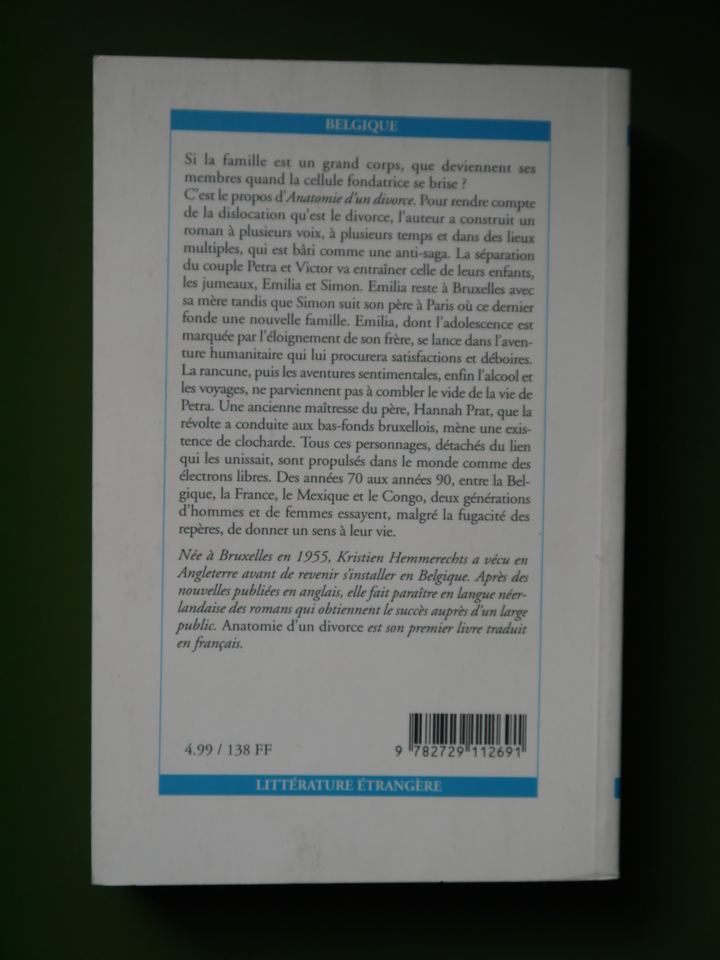 BELGIQUE
Si la famille est un grand corps, que deviennent ses
membres quand la cellule fondatrice se brise ?
C'est le propos d'Anatomie d'un divorce. Pour rendre compte
de la dislocation qu'est le divorce, l'auteur a construit un
roman à plusieurs voix, à plusieurs temps et dans des lieux
multiples, qui est bâti comme une anti-saga. La séparation
du couple Petra et Victor va entraîner celle de leurs enfants,
les jumeaux, Emilia et Simon. Emilia reste à Bruxelles avec
sa mère tandis que Simon suit son père à Paris où ce dernier
fonde une nouvelle famille. Emilia, dont l'adolescence est
marquée par l'éloignement de son frère, se lance dans l'aven-
ture humanitaire qui lui procurera satisfactions et déboires.
La rancune, puis les aventures sentimentales, enfin l'alcool et
les voyages, ne parviennent pas à combler le vide de la vie de
Petra. Une ancienne maîtresse du père, Hannah Prat, que la
révolte a conduite aux bas-fonds bruxellois, mène une exis-
tence de clocharde. Tous ces personnages, détachés du lien
qui les unissait, sont propulsés dans le monde comme des
électrons libres. Des années 70 aux années 90, entre la Bel-
gique, la France, le Mexique et le Congo, deux générations
d'hommes et de femmes essayent, malgré la fugacité des
repères, de donner un sens à leur vie.
Née à Bruxelles en 1955, Kristien Hemmerechts a vécu en
Angleterre avant de revenir s'installer en Belgique. Après des
nouvelles publiées en anglais, elle fait paraître en langue néer-
landaise des romans qui obtiennent le succès auprès d'un large
public. Anatomie d'un divorce est son premier livre traduit
en français.
4.99 / 138 FF
9 782729 112691
LITTÉRATURE ÉTRANGÈRE